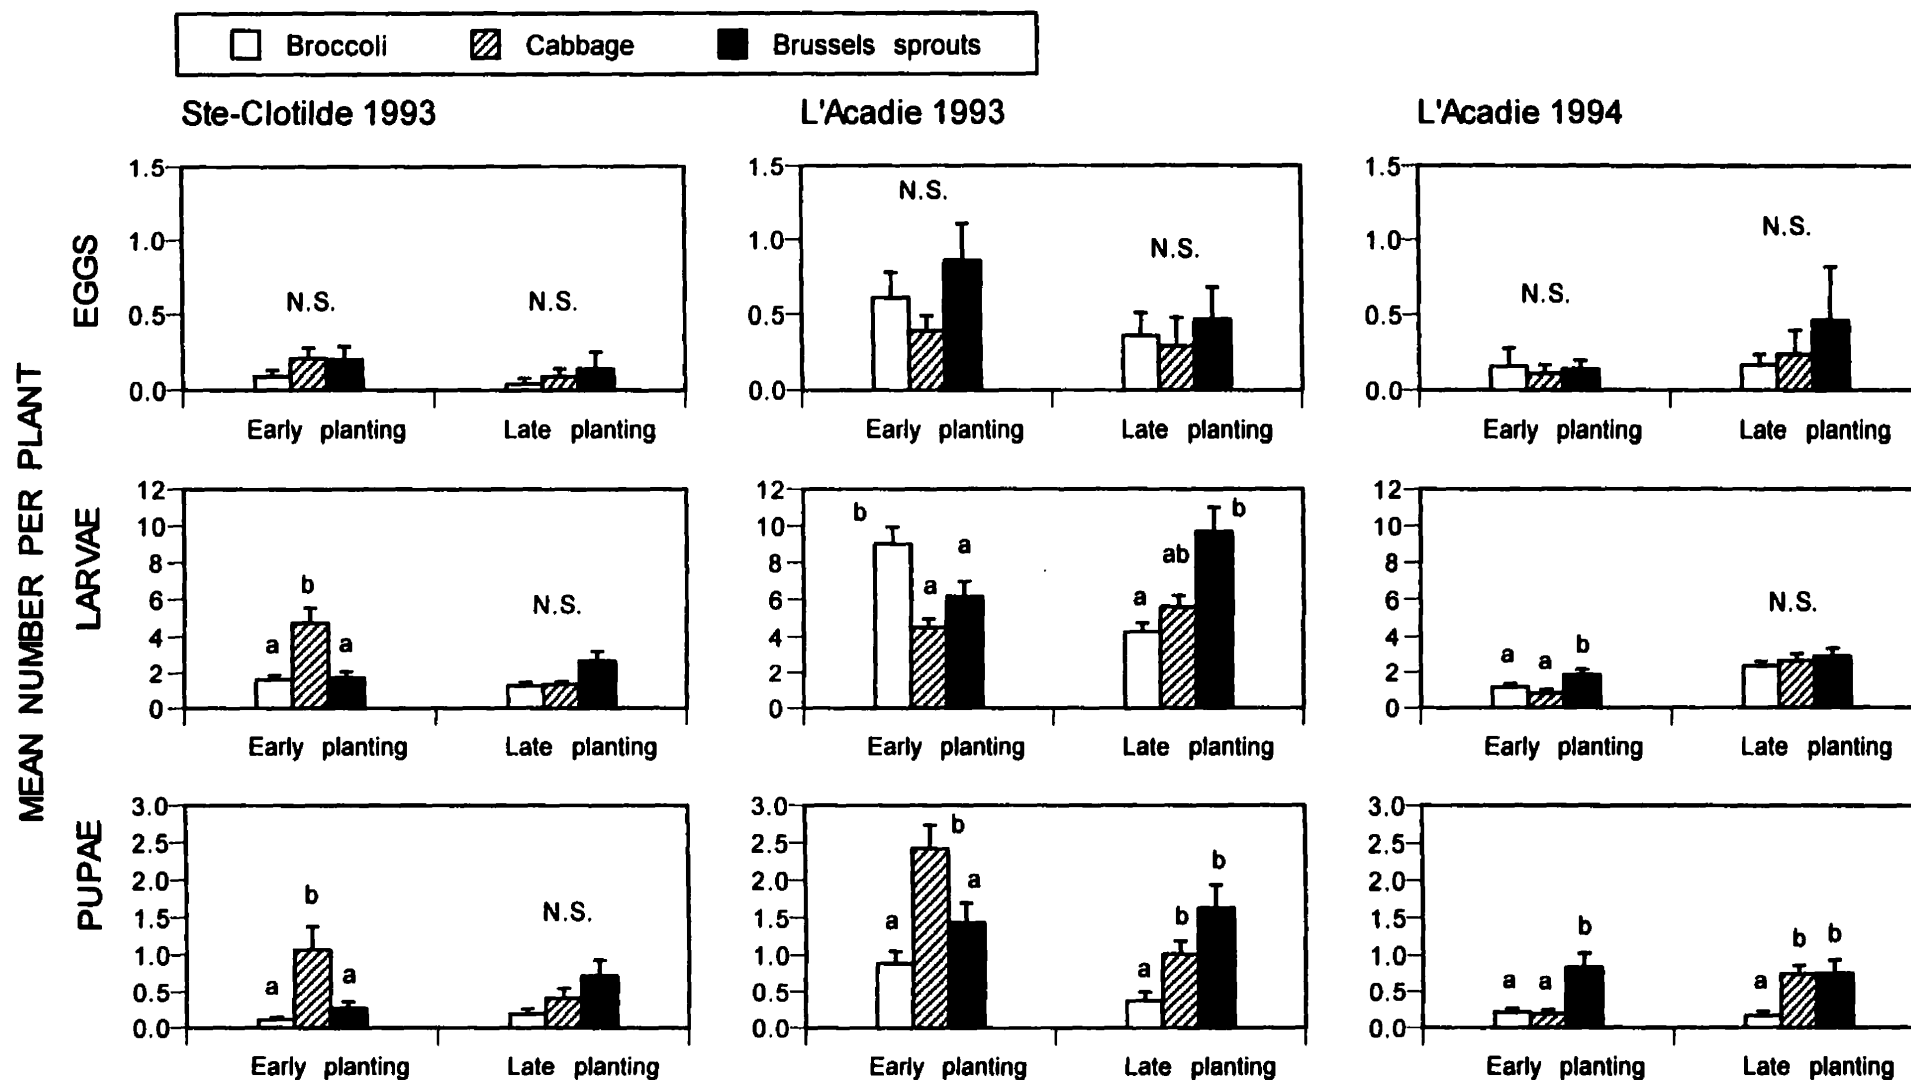 Broccoli Cabbage Brussels sprouts
Ste-Clotilde 1993 L'Acadie 1993 L'Acadie 1994
MEAN NUMBER PER PLANT
EGGS
1.5 1.0 0.5 0.0
N.S. N.S.
Early planting Late planting
1.5 1.0 0.5 0.0
N.S. N.S.
Early planting Late planting
1.5 1.0 0.5 0.0
N.S. N.S.
Early planting Late planting
LARVAE
12 10 8 6 4 2 0
a b a N.S.
Early planting Late planting
12 10 8 6 4 2 0
b a a a ab b
Early planting Late planting
12 10 8 6 4 2 0
a a b N.S.
Early planting Late planting
PUPAE
3.0 2.5 2.0 1.5 1.0 0.5 0.0
a b a N.S.
Early planting Late planting
3.0 2.5 2.0 1.5 1.0 0.5 0.0
a b a a b b
Early planting Late planting
3.0 2.5 2.0 1.5 1.0 0.5 0.0
a a b a b b
Early planting Late planting